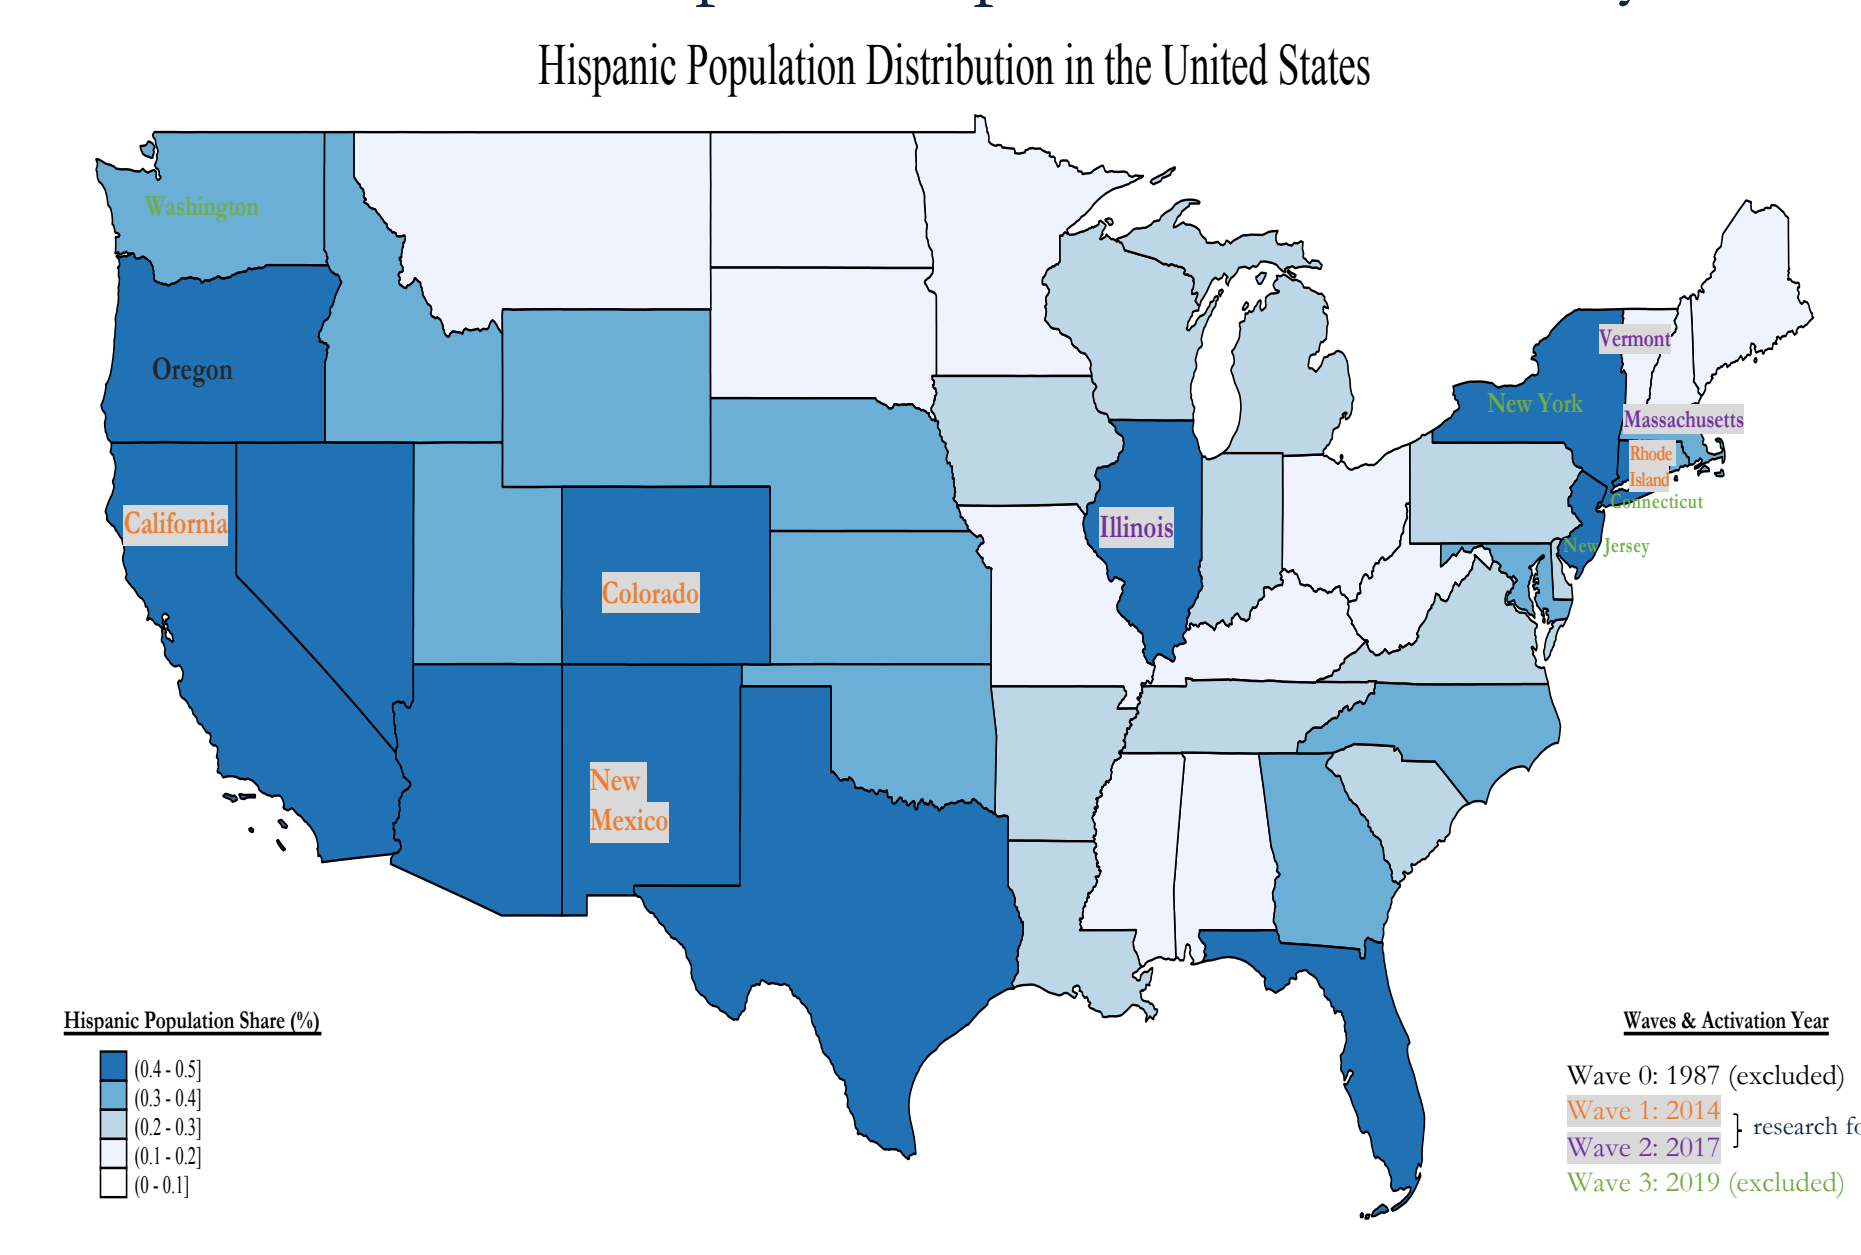 Hispanic Population Distribution in the United States
Washington
Oregon
Vermont
New York
Massachusetts
Rhode
Island
Connecticut
California
Illinois
New Jersey
Colorado
New
Mexico
Hispanic Population Share (%)
(0.4 - 0.5]
(0.3 - 0.4]
(0.2 - 0.3]
(0.1 - 0.2]
(0 - 0.1]
Waves & Activation Year
Wave 0: 1987 (excluded)
Wave 1: 2014
} research
Wave 2: 2017
Wave 3: 2019 (excluded)